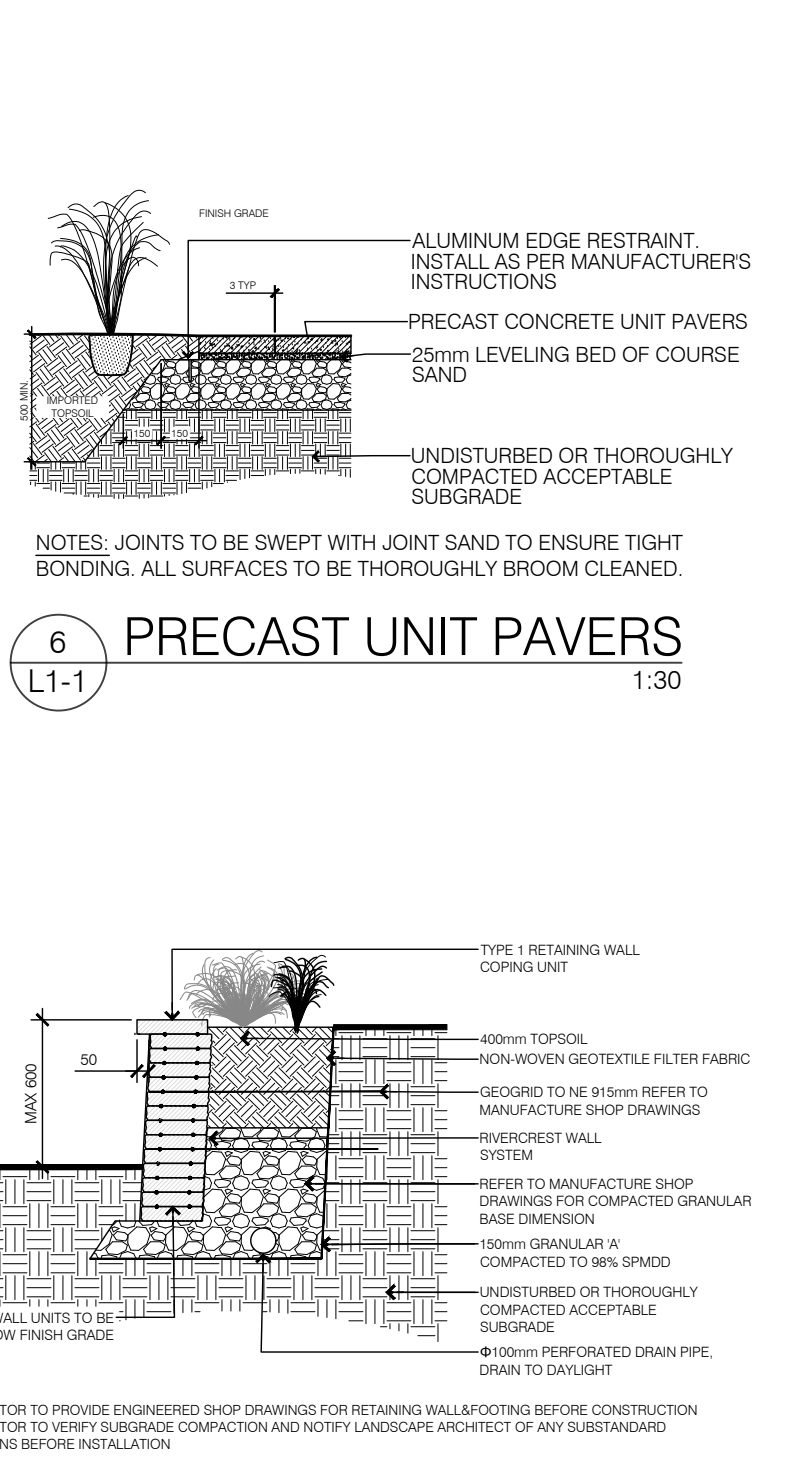 FINISH GRADE
ALUMINUM EDGE RESTRAINT.
INSTALL AS PER MANUFACTURER'S
INSTRUCTIONS
3 TYP
PRECAST CONCRETE UNIT PAVERS
25mm LEVELING BED OF COURSE
SAND
500 MIN.
IMPORTED
TOPSOIL
150
150
UNDISTURBED OR THOROUGHLY
COMPACTED ACCEPTABLE
SUBGRADE
NOTES: JOINTS TO BE SWEPT WITH JOINT SAND TO ENSURE TIGHT
BONDING. ALL SURFACES TO BE THOROUGHLY BROOM CLEANED.
6
L1-1
PRECAST UNIT PAVERS
1:30
TYPE 1 RETAINING WALL
COPING UNIT
400mm TOPSOIL
NON-WOVEN GEOTEXTILE FILTER FABRIC
50
MAX 600
GEOGRID TO NE 915mm REFER TO
MANUFACTURE SHOP DRAWINGS
RIVERCREST WALL
SYSTEM
REFER TO MANUFACTURE SHOP
DRAWINGS FOR COMPACTED GRANULAR
BASE DIMENSION
150mm GRANULAR 'A'
COMPACTED TO 98% SPMDD
UNDISTURBED OR THOROUGHLY
COMPACTED ACCEPTABLE
SUBGRADE
WALL UNITS TO BE
OW FINISH GRADE
Φ100mm PERFORATED DRAIN PIPE,
DRAIN TO DAYLIGHT
TOR TO PROVIDE ENGINEERED SHOP DRAWINGS FOR RETAINING WALL&FOOTING BEFORE CONSTRUCTION
TOR TO VERIFY SUBGRADE COMPACTION AND NOTIFY LANDSCAPE ARCHITECT OF ANY SUBSTANDARD
NS BEFORE INSTALLATION